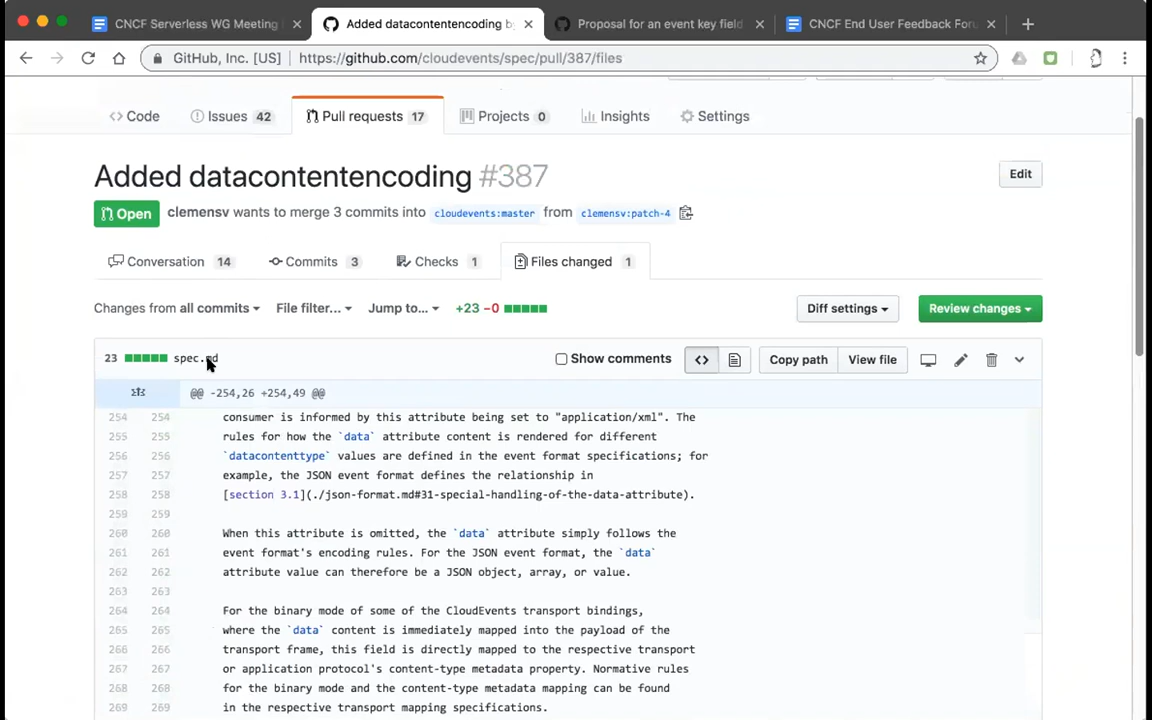 CNCF Serverless WG Meeting
Added datacontentencoding by
Proposal for an event key field
CNCF End User Feedback For
GitHub, Inc. [US] https://github.com/cloudevents/spec/pull/387/files
Code
Issues 42
Pull requests 17
Projects 0
Insights
Settings
Added datacontentencoding #387
Edit
Open clemensv wants to merge 3 commits into cloudevents:master from clemensv:patch-4
Conversation 14
Commits 3
Checks 1
Files changed 1
Changes from all commits
File filter...
Jump to...
+23 −0
Diff settings
Review changes
23 spec.md
Show comments
<>
Copy path
View file
@@ -254,26 +254,49 @@
254 254 consumer is informed by this attribute being set to "application/xml". The
255 255 rules for how the `data` attribute content is rendered for different
256 256 `datacontenttype` values are defined in the event format specifications; for
257 257 example, the JSON event format defines the relationship in
258 258 [section 3.1](./json-format.md#31-special-handling-of-the-data-attribute).
259 259
260 260 When this attribute is omitted, the `data` attribute simply follows the
261 261 event format's encoding rules. For the JSON event format, the `data`
262 262 attribute value can therefore be a JSON object, array, or value.
263 263
264 264 For the binary mode of some of the CloudEvents transport bindings,
265 265 where the `data` content is immediately mapped into the payload of the
266 266 transport frame, this field is directly mapped to the respective transport
267 267 or application protocol's content-type metadata property. Normative rules
268 268 for the binary mode and the content-type metadata mapping can be found
269 269 in the respective transport mapping specifications.